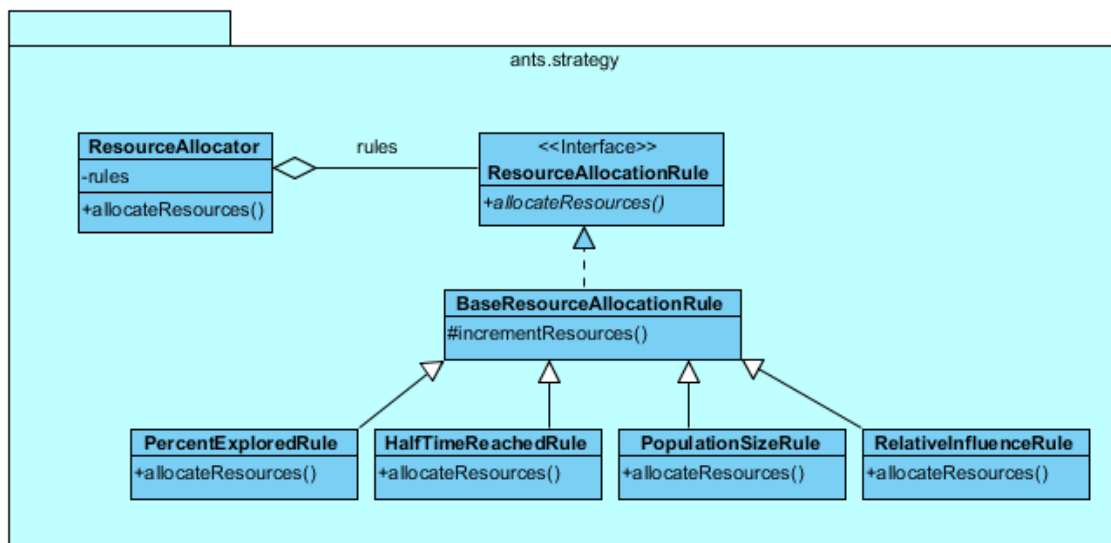 ants.strategy
ResourceAllocator
-rules
+allocateResources()
rules
<<Interface>>
ResourceAllocationRule
+allocateResources()
BaseResourceAllocationRule
#incrementResources()
PercentExploredRule
+allocateResources()
HalfTimeReachedRule
+allocateResources()
PopulationSizeRule
+allocateResources()
RelativeInfluenceRule
+allocateResources()